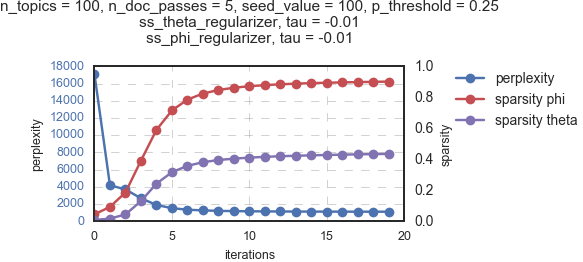 n_topics = 100, n_doc_passes = 5, seed_value = 100, p_threshold = 0.25
ss_theta_regularizer, tau = -0.01
ss_phi_regularizer, tau = -0.01
18000
16000
14000
12000
10000
8000
6000
4000
2000
0
perplexity
0
5
10
15
20
iterations
1.0
0.8
0.6
0.4
0.2
0.0
sparsity
perplexity
sparsity phi
sparsity theta